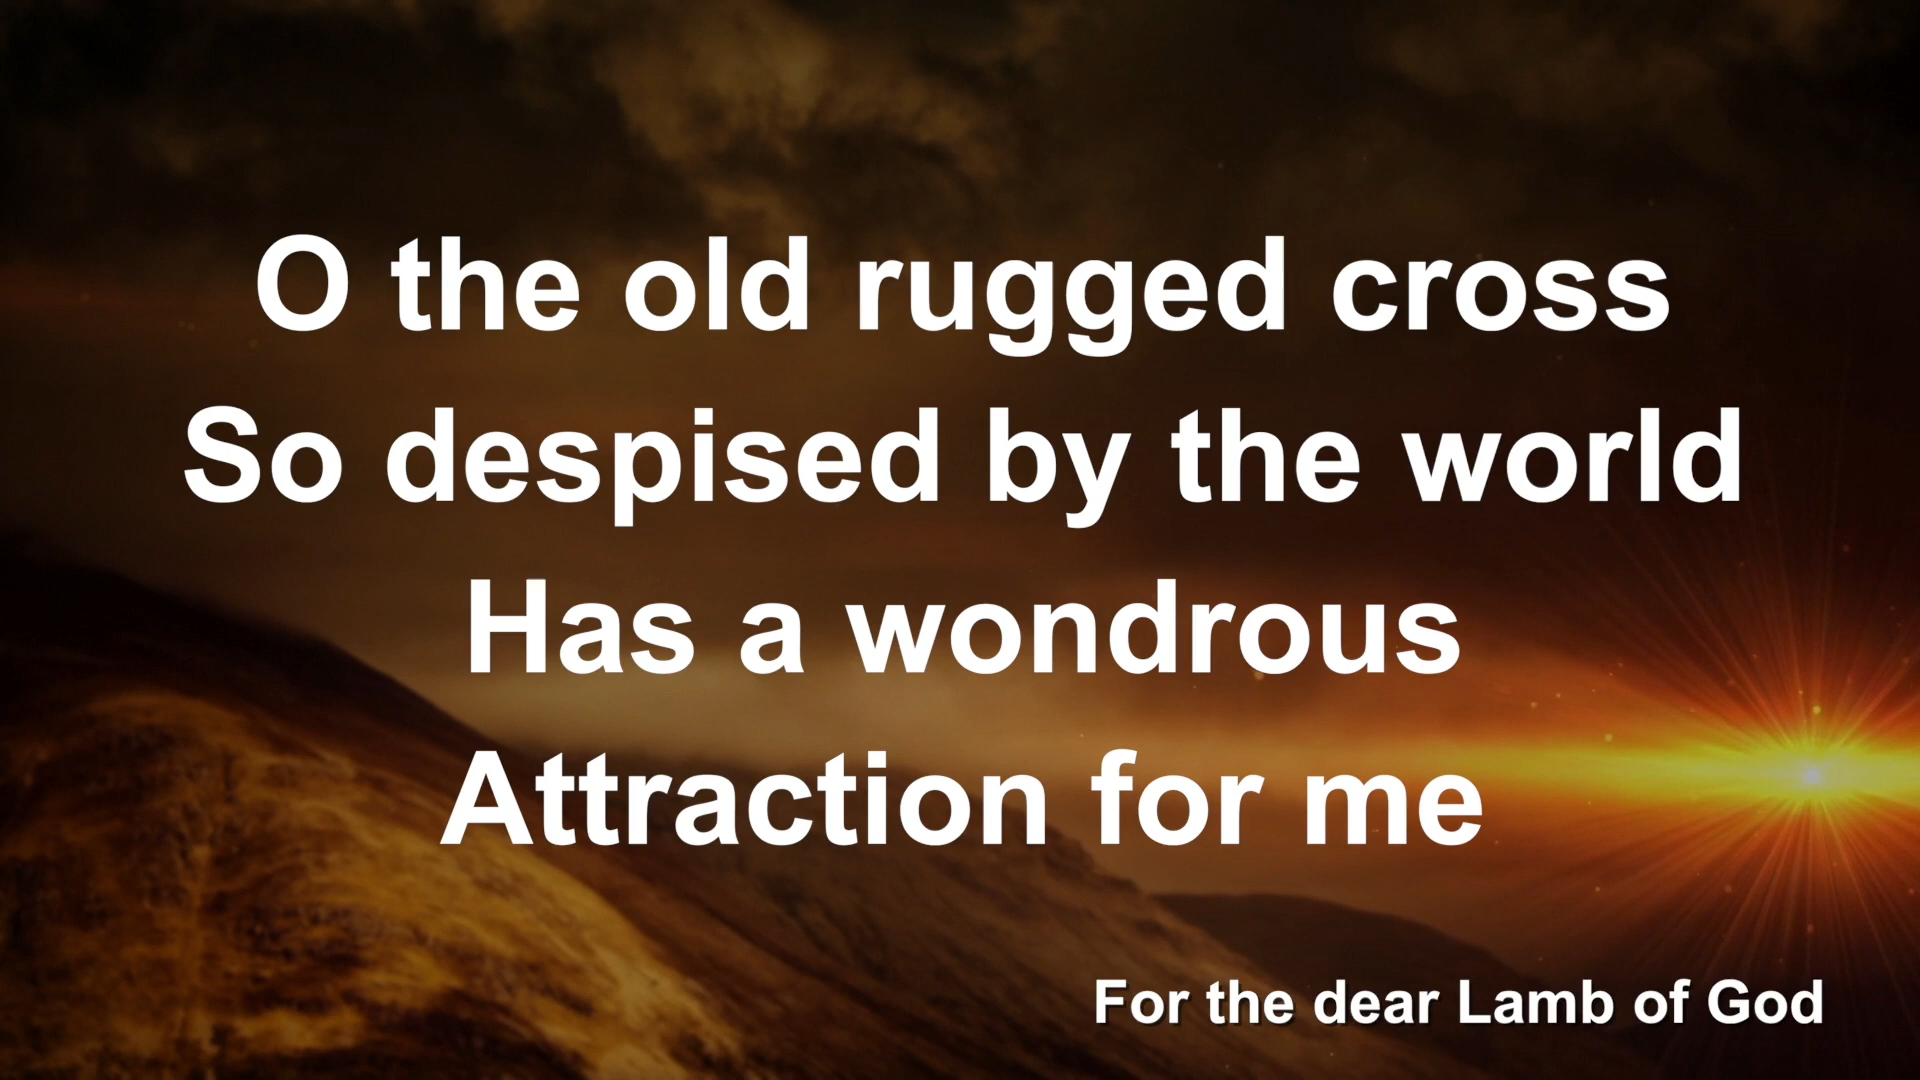 O the old rugged cross
So despised by the world
Has a wondrous
Attraction for me
For the dear Lamb of God